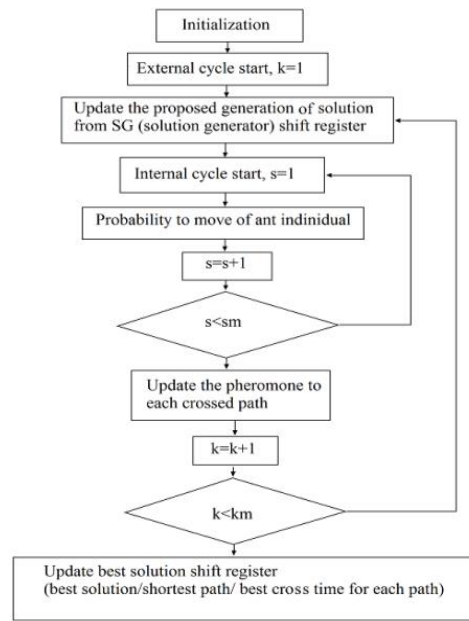 Initialization
External cycle start, k=1
Update the proposed generation of solution
from SG (solution generator) shift register
Internal cycle start, s=1
Probability to move of ant indinidual
s=s+1
s<sm
Update the pheromone to
each crossed path
k=k+1
k<km
Update best solution shift register
(best solution/shortest path/ best cross time for each path)